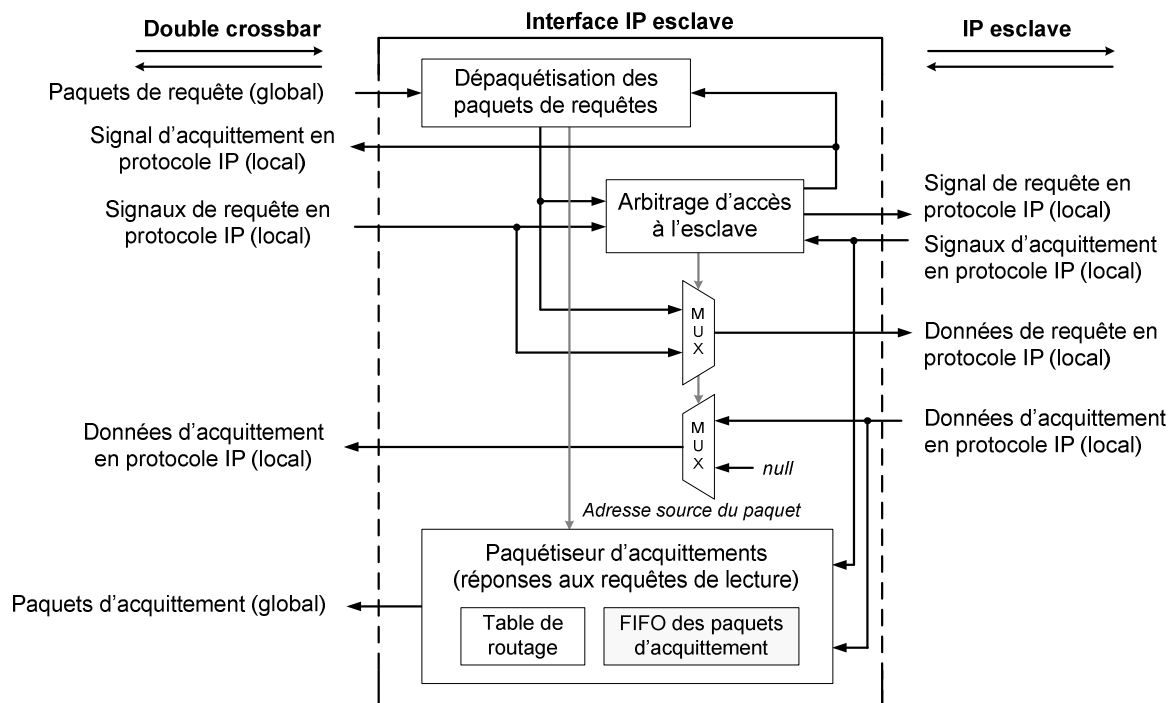 Double crossbar
Interface IP esclave
IP esclave
Paquets de requête (global)
Dépaquétisation des
paquets de requêtes
Signal d’acquittement en
protocole IP (local)
Signaux de requête en
protocole IP (local)
Arbitrage d’accès
à l’esclave
Signal de requête en
protocole IP (local)
Signaux d’acquittement
en protocole IP (local)
MUX
Données de requête en
protocole IP (local)
Données d’acquittement
en protocole IP (local)
MUX
null
Données d’acquittement
en protocole IP (local)
Adresse source du paquet
Paquétiseur d’acquittements
(réponses aux requêtes de lecture)
Paquets d’acquittement (global)
Table de
routage
FIFO des paquets
d’acquittement